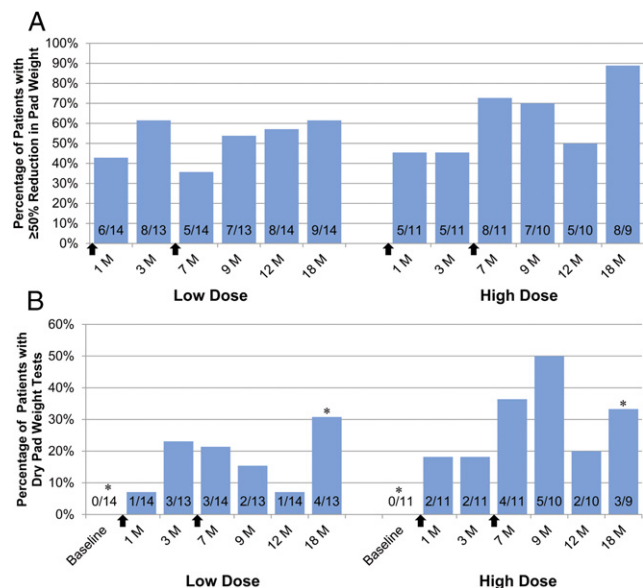 A
Percentage of Patients with
≥50% Reduction in Pad Weight
100%
90%
80%
70%
60%
50%
40%
30%
20%
10%
0%
6/14 8/13 5/14 7/13 8/14 9/14 5/11 5/11 8/11 7/10 5/10 8/9
1 M 3 M 7 M 9 M 12 M 18 M 1 M 3 M 7 M 9 M 12 M 18 M
Low Dose High Dose
B
Percentage of Patients with
Dry Pad Weight Tests
60%
50%
40%
30%
20%
10%
0%
* * * *
0/14 1/14 3/13 3/14 2/13 1/14 4/13 0/11 2/11 2/11 4/11 5/10 2/10 3/9
Baseline 1 M 3 M 7 M 9 M 12 M 18 M Baseline 1 M 3 M 7 M 9 M 12 M 18 M
Low Dose High Dose